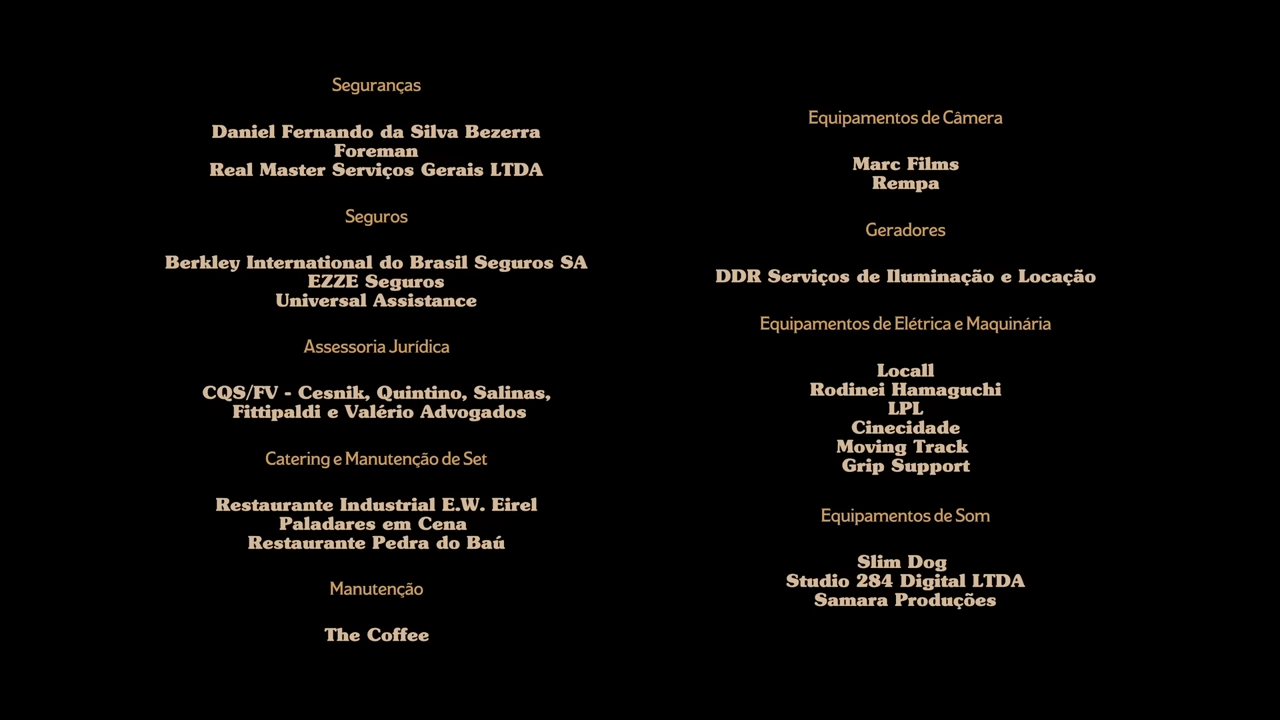 Seguranças
Daniel Fernando da Silva Bezerra
Foreman
Real Master Serviços Gerais LTDA
Seguros
Berkley International do Brasil Seguros SA
EZZE Seguros
Universal Assistance
Assessoria Jurídica
CQS/FV - Cesnik, Quintino, Salinas,
Fittipaldi e Valério Advogados
Catering e Manutenção de Set
Restaurante Industrial E.W. Eirel
Paladares em Cena
Restaurante Pedra do Baú
Manutenção
The Coffee
Equipamentos de Câmera
Marc Films
Rempa
Geradores
DDR Serviços de Iluminação e Locação
Equipamentos de Elétrica e Maquinária
Locall
Rodinei Hamaguchi
LPL
Cinecidade
Moving Track
Grip Support
Equipamentos de Som
Slim Dog
Studio 284 Digital LTDA
Samara Produções